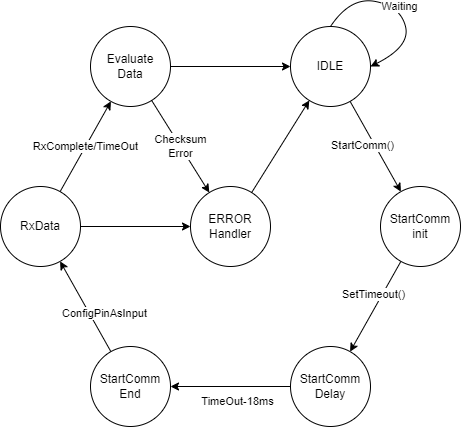 Waiting
Evaluate
Data
IDLE
Checksum
Error
RxComplete/TimeOut
StartComm()
RxData
ERROR
Handler
StartComm
init
SetTimeout()
ConfigPinAsInput
StartComm
End
StartComm
Delay
TimeOut-18ms